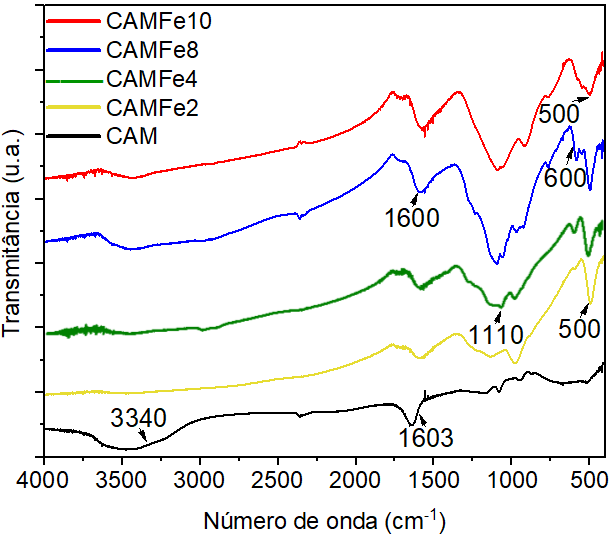 CAMFe10
CAMFe8
CAMFe4
CAMFe2
CAM
500
600
1600
1110
500
3340
1603
4000 3500 3000 2500 2000 1500 1000 500
Número de onda (cm-1)
Transmitância (u.a.)